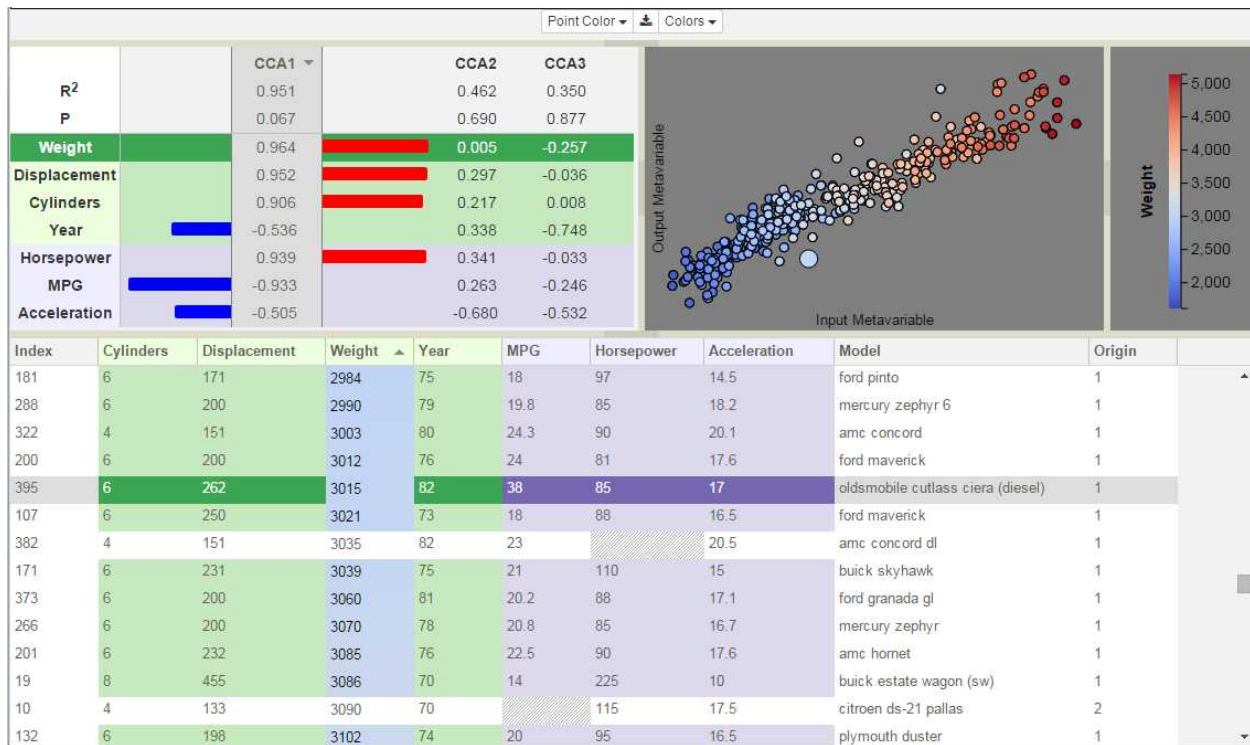 Point Color Colors
CCA1 CCA2 CCA3
R2 0.951 0.462 0.350
P 0.067 0.690 0.877
Weight 0.964 0.005 -0.257
Displacement 0.952 0.297 -0.036
Cylinders 0.906 0.217 0.008
Year -0.536 0.338 -0.748
Horsepower 0.939 0.341 -0.033
MPG -0.933 0.263 -0.246
Acceleration -0.505 -0.680 -0.532
Output Metavariable
Input Metavariable
Weight
5,000
4,500
4,000
3,500
3,000
2,500
2,000
Index Cylinders Displacement Weight Year MPG Horsepower Acceleration Model Origin
181 6 171 2984 75 18 97 14.5 ford pinto 1
288 6 200 2990 79 19.8 85 18.2 mercury zephyr 6 1
322 4 151 3003 80 24.3 90 20.1 amc concord 1
200 6 200 3012 76 24 81 17.6 ford maverick 1
395 6 262 3015 82 38 85 17 oldsmobile cutlass ciera (diesel) 1
107 6 250 3021 73 18 88 16.5 ford maverick 1
382 4 151 3035 82 23 20.5 amc concord dl 1
171 6 231 3039 75 21 110 15 buick skyhawk 1
373 6 200 3060 81 20.2 88 17.1 ford granada gl 1
266 6 200 3070 78 20.8 85 16.7 mercury zephyr 1
201 6 232 3085 76 22.5 90 17.6 amc hornet 1
19 8 455 3086 70 14 225 10 buick estate wagon (sw) 1
10 4 133 3090 70 115 17.5 citroen ds-21 pallas 2
132 6 198 3102 74 20 95 16.5 plymouth duster 1